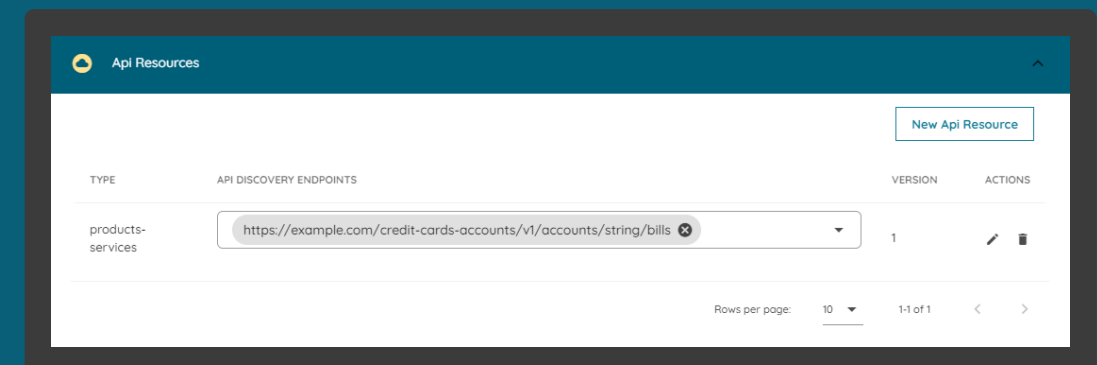 Api Resources
New Api Resource
TYPE API DISCOVERY ENDPOINTS VERSION ACTIONS
products-
services
https://example.com/credit-cards-accounts/v1/accounts/string/bills
1
Rows per page: 10 1-1 of 1